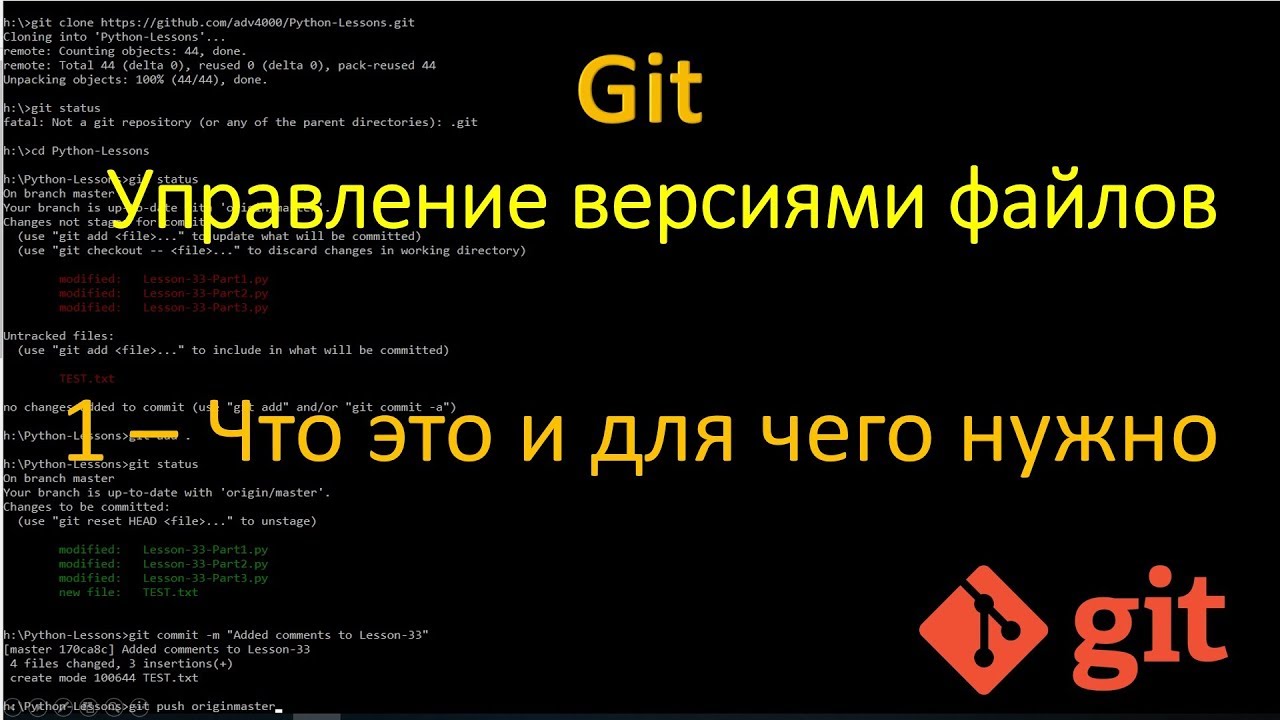 h:\>git clone https://github.com/adv4000/Python-Lessons.git
Cloning into 'Python-Lessons'...
remote: Counting objects: 44, done.
remote: Total 44 (delta 0), reused 0 (delta 0), pack-reused 44
Unpacking objects: 100% (44/44), done.
h:\>git status
fatal: Not a git repository (or any of the parent directories): .git
h:\>cd Python-Lessons
h:\Python-Lessons>git status
On branch master
Your branch is up-to-date with 'origin/master'.
Changes not staged for commit:
(use "git add <file>..." to update what will be committed)
(use "git checkout -- <file>..." to discard changes in working directory)
modified: Lesson-33-Part1.py
modified: Lesson-33-Part2.py
modified: Lesson-33-Part3.py
Untracked files:
(use "git add <file>..." to include in what will be committed)
TEST.txt
no changes added to commit (use "git add" and/or "git commit -a")
h:\Python-Lessons>git add .
h:\Python-Lessons>git status
On branch master
Your branch is up-to-date with 'origin/master'.
Changes to be committed:
(use "git reset HEAD <file>..." to unstage)
modified: Lesson-33-Part1.py
modified: Lesson-33-Part2.py
modified: Lesson-33-Part3.py
new file: TEST.txt
h:\Python-Lessons>git commit -m "Added comments to Lesson-33"
[master 170ca8c] Added comments to Lesson-33
4 files changed, 3 insertions(+)
create mode 100644 TEST.txt
h:\Python-Lessons>git push originmaster_
Git
Управление версиями файлов
1 – Что это и для чего нужно
git